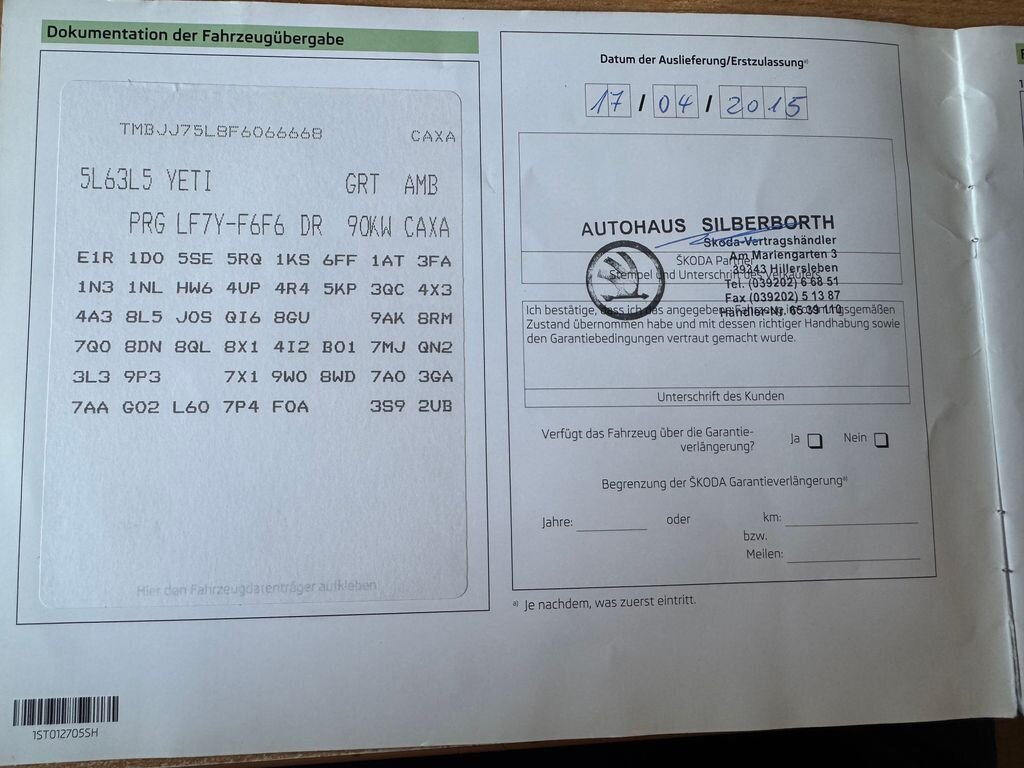 Dokumentation der Fahrzeugübergabe
TMBJJ75L8F6066668 CAXA
5L63L5 YETI GRT AMB
PRG LF7Y-F6F6 DR 90KW CAXA
E1R 1D0 5SE 5RQ 1KS 6FF 1AT 3FA
1N3 1NL HW6 4UP 4R4 5KP 3QC 4X3
4A3 8L5 J0S QI6 8GU 9AK 8RM
7Q0 8DN 8QL 8X1 4I2 B01 7MJ QN2
3L3 9P3 7X1 9W0 8WD 7A0 3GA
7AA G02 L60 7P4 F0A 3S9 2UB
Hier den Fahrzeugdatenträger aufkleben
1ST012705SH
Datum der Auslieferung/Erstzulassung a)
17 / 04 / 2015
AUTOHAUS SILBERBORTH
Skoda-Vertragshändler
Am Mariengarten 3
39343 Hillersleben
Tel. (039202) 6 68 51
Fax (039202) 5 13 87
Händler-Nr. 65 39 110
ŠKODA Partner
Stempel und Unterschrift des Verkäufers
Ich bestätige, dass ich das angegebene Fahrzeug in ordnungsgemäßen
Zustand übernommen habe und mit dessen richtiger Handhabung sowie
den Garantiebedingungen vertraut gemacht wurde.
Unterschrift des Kunden
Verfügt das Fahrzeug über die Garantie-
verlängerung?
Ja Nein
Begrenzung der ŠKODA Garantieverlängerung a)
Jahre: oder km:
bzw.
Meilen:
a) Je nachdem, was zuerst eintritt.